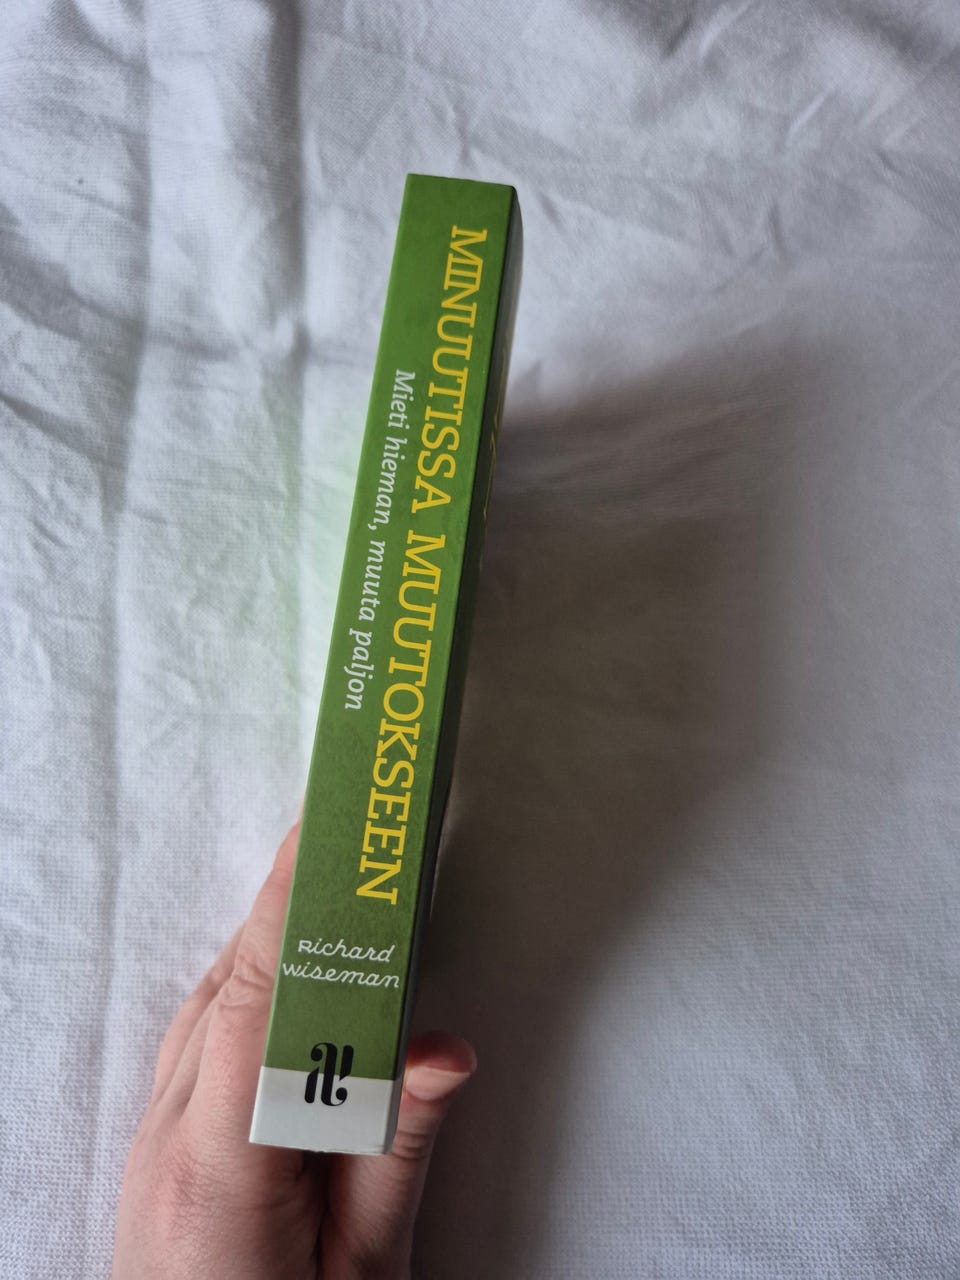 MINUUTISSA MUUTOKSEEN
Mieti hieman, muuta paljon
Richard
Wiseman